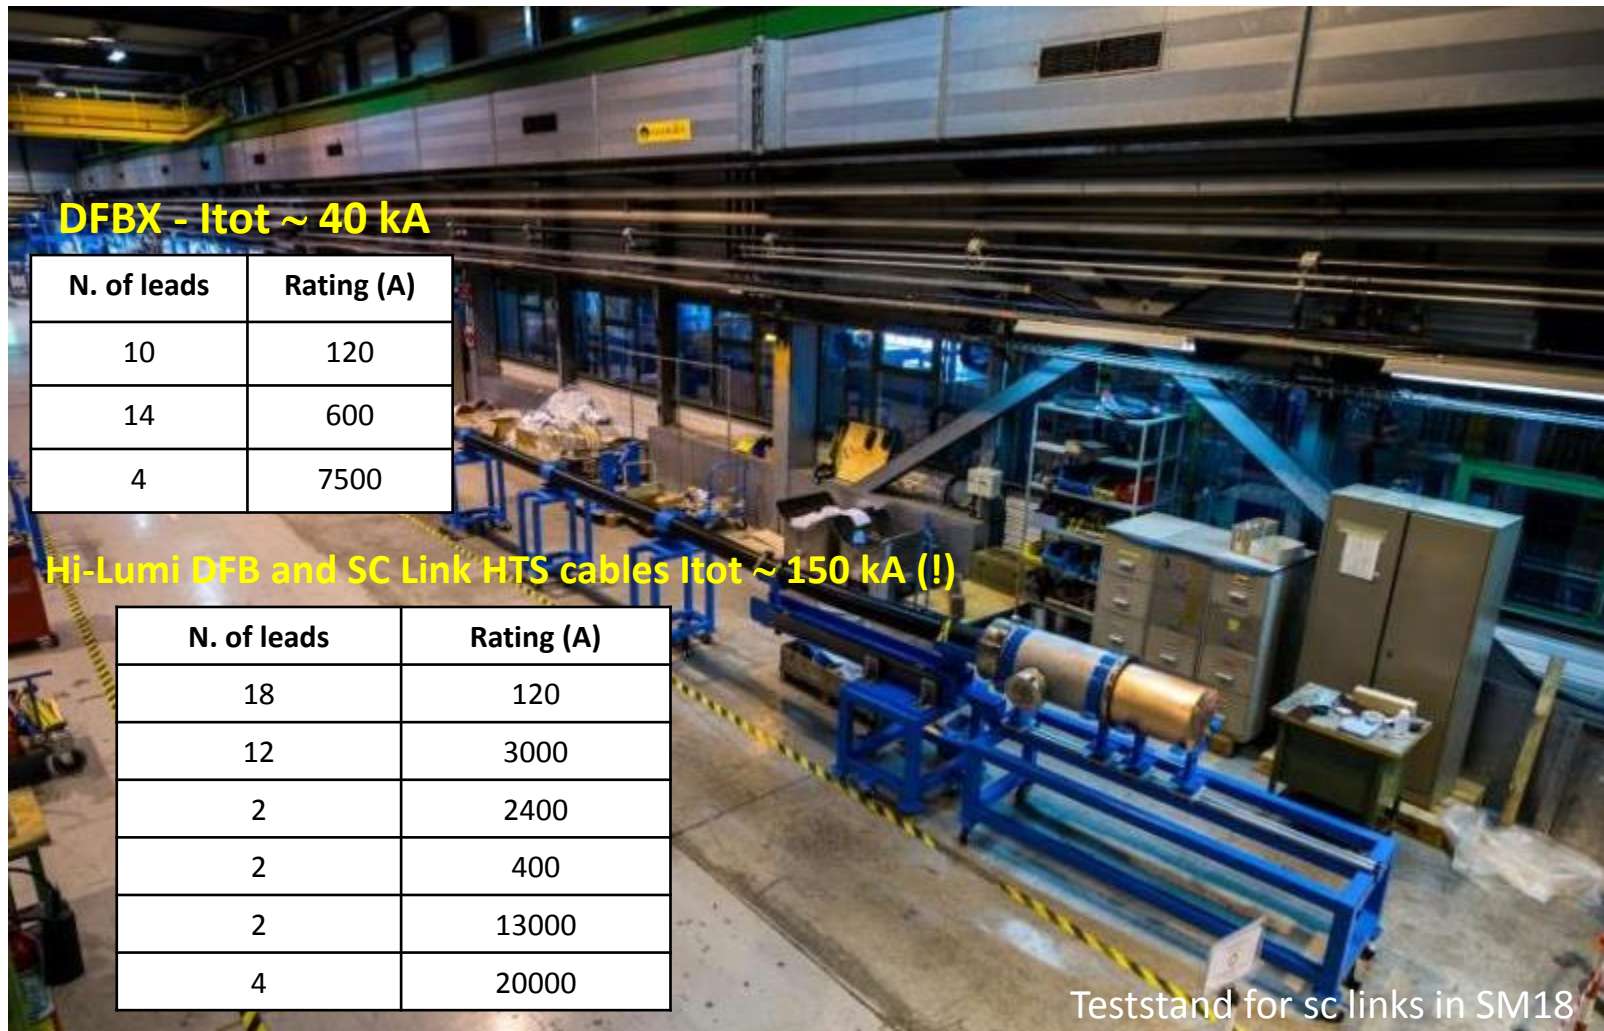 DFBX - Itot ~ 40 kA
N. of leads Rating (A)
10 120
14 600
4 7500
Hi-Lumi DFB and SC Link HTS cables Itot ~ 150 kA (!)
N. of leads Rating (A)
18 120
12 3000
2 2400
2 400
2 13000
4 20000
Teststand for sc links in SM18